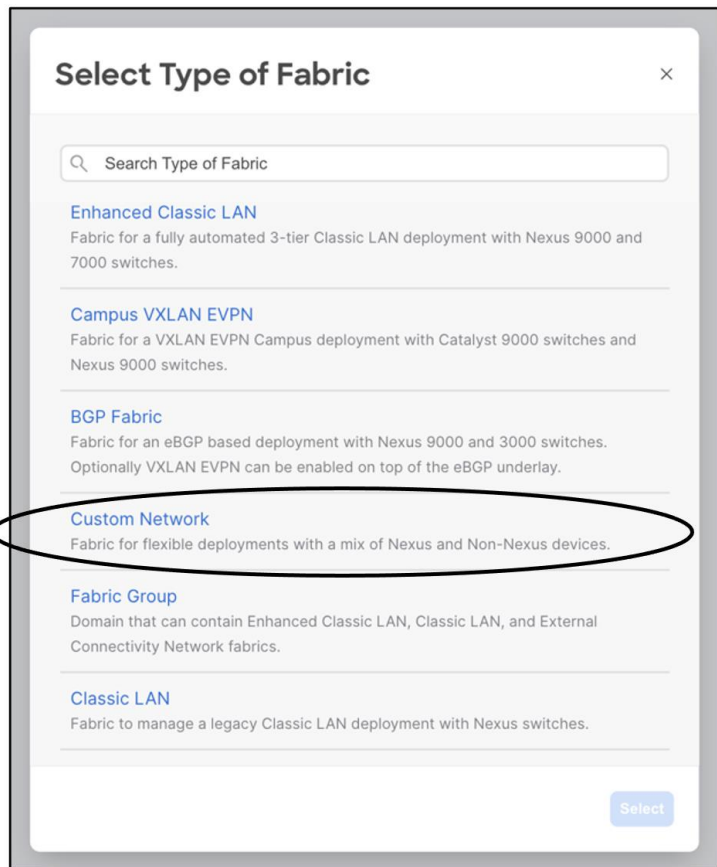 Select Type of Fabric
Search Type of Fabric
Enhanced Classic LAN
Fabric for a fully automated 3-tier Classic LAN deployment with Nexus 9000 and
7000 switches.
Campus VXLAN EVPN
Fabric for a VXLAN EVPN Campus deployment with Catalyst 9000 switches and
Nexus 9000 switches.
BGP Fabric
Fabric for an eBGP based deployment with Nexus 9000 and 3000 switches.
Optionally VXLAN EVPN can be enabled on top of the eBGP underlay.
Custom Network
Fabric for flexible deployments with a mix of Nexus and Non-Nexus devices.
Fabric Group
Domain that can contain Enhanced Classic LAN, Classic LAN, and External
Connectivity Network fabrics.
Classic LAN
Fabric to manage a legacy Classic LAN deployment with Nexus switches.
Select